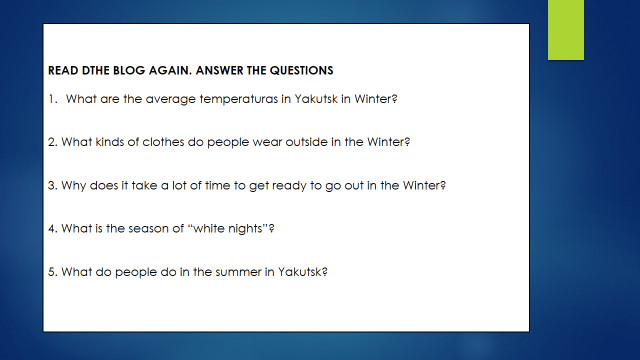 READ DTHE BLOG AGAIN. ANSWER THE QUESTIONS
1. What are the average temperaturas in Yakutsk in Winter?
2. What kinds of clothes do people wear outside in the Winter?
3. Why does it take a lot of time to get ready to go out in the Winter?
4. What is the season of “white nights”?
5. What do people do in the summer in Yakutsk?